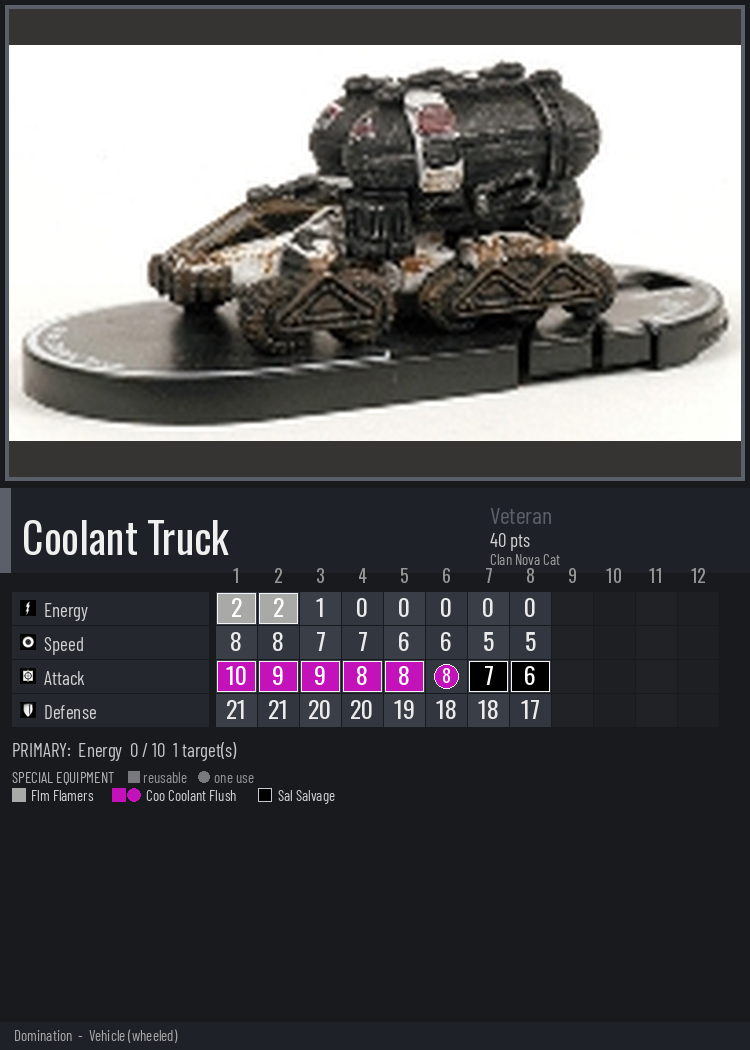 Coolant Truck
Veteran
40 pts
Clan Nova Cat
1 2 3 4 5 6 7 8 9 10 11 12
Energy 2 2 1 0 0 0 0 0
Speed 8 8 7 7 6 6 5 5
Attack 10 9 9 8 8 8 7 6
Defense 21 21 20 20 19 18 18 17
PRIMARY: Energy 0 / 10 1 target(s)
SPECIAL EQUIPMENT reusable one use
Flm Flamers Coo Coolant Flush Sal Salvage
Domination - Vehicle (wheeled)